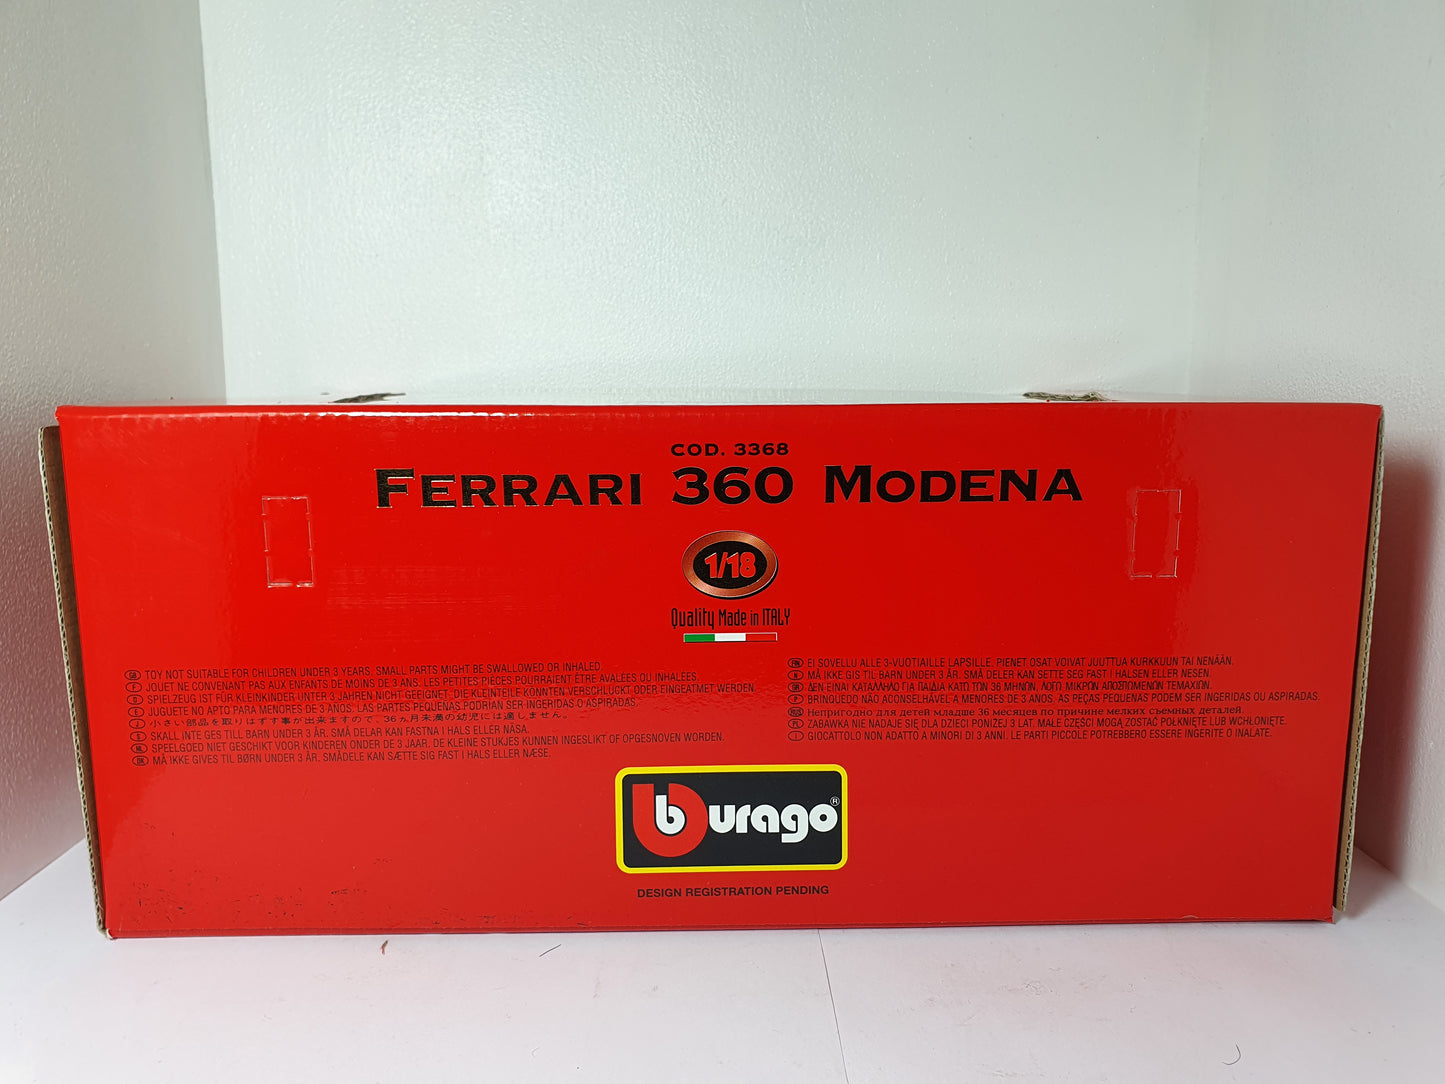 COD. 3368
FERRARI 360 MODENA
1/18
Quality Made in ITALY
GB TOY NOT SUITABLE FOR CHILDREN UNDER 3 YEARS. SMALL PARTS MIGHT BE SWALLOWED OR INHALED.
F JOUET NE CONVENANT PAS AUX ENFANTS DE MOINS DE 3 ANS. LES PETITES PIÈCES POURRAIENT ÊTRE AVALÉES OU INHALÉES.
D SPIELZEUG IST FÜR KLEINKINDER UNTER 3 JAHREN NICHT GEEIGNET. DIE KLEINTEILE KÖNNTEN VERSCHLUCKT ODER EINGEATMET WERDEN.
E JUGUETE NO APTO PARA MENORES DE 3 AÑOS. LAS PARTES PEQUEÑAS PODRÍAN SER INGERIDAS O ASPIRADAS.
J 小さい部品を取りはずす事が出来ますので、36ヵ月未満の幼児には適しません。
S SKALL INTE GES TILL BARN UNDER 3 ÅR. SMÅ DELAR KAN FASTNA I HALS ELLER NÄSA.
NL SPEELGOED NIET GESCHIKT VOOR KINDEREN ONDER DE 3 JAAR. DE KLEINE STUKJES KUNNEN INGESLIKT OF OPGESNOVEN WORDEN.
DK MÅ IKKE GIVES TIL BØRN UNDER 3 ÅR. SMÅDELE KAN SÆTTE SIG FAST I HALS ELLER NÆSE.
FIN EI SOVELLU ALLE 3-VUOTIAILLE LAPSILLE. PIENET OSAT VOIVAT JUUTTUA KURKKUUN TAI NENÄÄN.
N MÅ IKKE GIS TIL BARN UNDER 3 ÅR. SMÅ DELER KAN SETTE SEG FAST I HALSEN ELLER NESEN.
GR ΔΕΝ ΕΙΝΑΙ ΚΑΤΑΛΛΗΛΟ ΓΙΑ ΠΑΙΔΙΑ ΚΑΤΩ ΤΩΝ 36 ΜΗΝΩΝ, ΛΟΓΩ ΜΙΚΡΩΝ ΑΠΟΣΠΩΜΕΝΩΝ ΤΕΜΑΧΙΩΝ.
P BRINQUEDO NÃO ACONSELHÁVEL A MENORES DE 3 ANOS. AS PEÇAS PEQUENAS PODEM SER INGERIDAS OU ASPIRADAS.
RUS Непригодно для детей младше 36 месяцев по причине мелких съемных деталей.
PL ZABAWKA NIE NADAJE SIĘ DLA DZIECI PONIŻEJ 3 LAT. MAŁE CZĘŚCI MOGĄ ZOSTAĆ POŁKNIĘTE LUB WCHŁONIĘTE.
I GIOCATTOLO NON ADATTO A MINORI DI 3 ANNI. LE PARTI PICCOLE POTREBBERO ESSERE INGERITE O INALATE.
burago®
DESIGN REGISTRATION PENDING